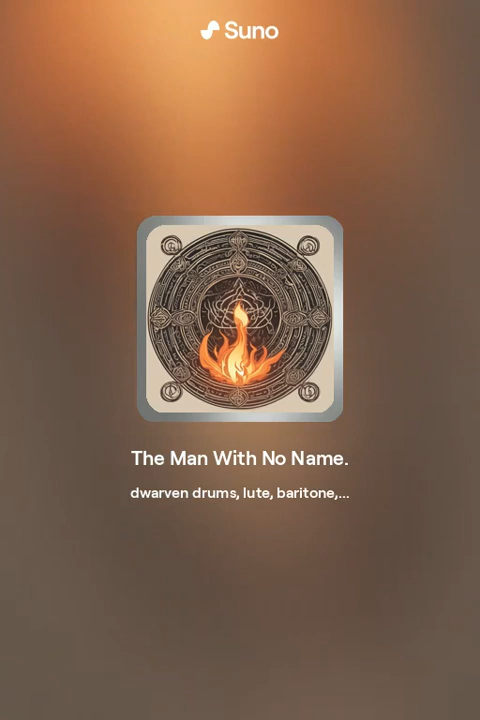 Suno
The Man With No Name.
dwarven drums, lute, baritone,...